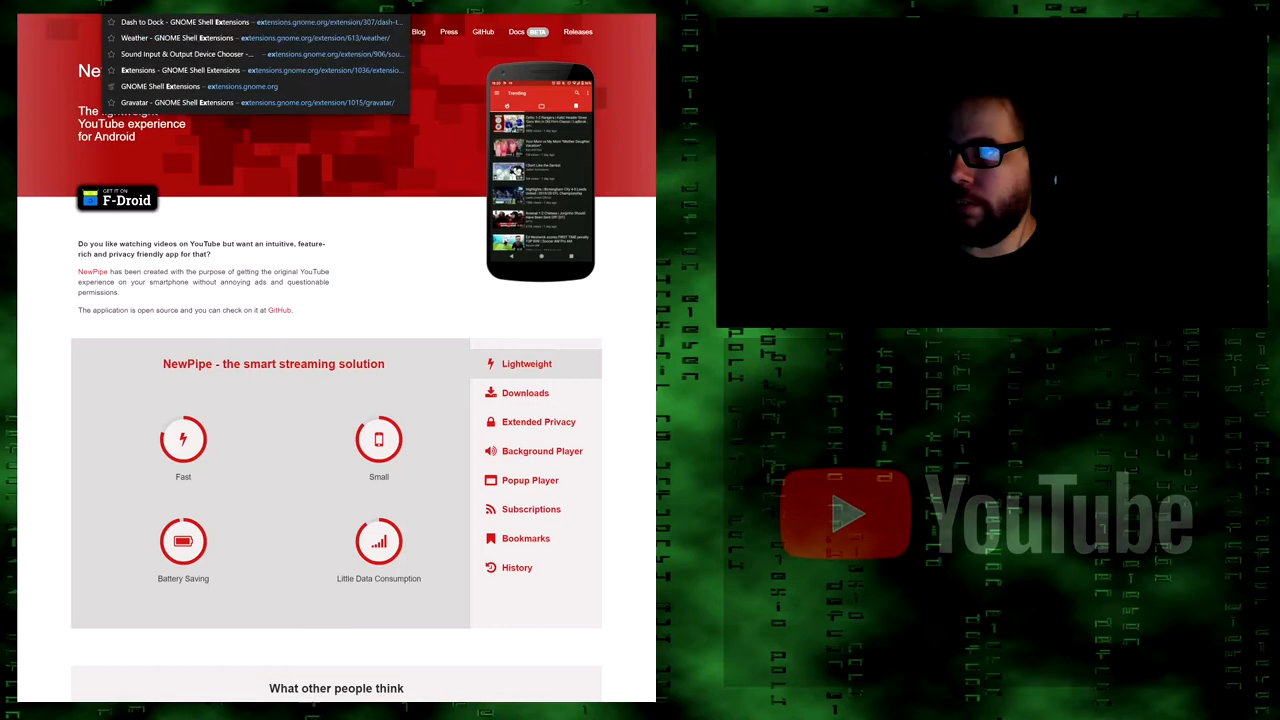 Dash to Dock - GNOME Shell Extensions – extensions.gnome.org/extension/307/dash-t...
Weather - GNOME Shell Extensions – extensions.gnome.org/extension/613/weather/
Sound Input & Output Device Chooser -... – extensions.gnome.org/extension/906/sou...
Extensions - GNOME Shell Extensions – extensions.gnome.org/extension/1036/extensio...
GNOME Shell Extensions – extensions.gnome.org
Gravatar - GNOME Shell Extensions – extensions.gnome.org/extension/1015/gravatar/
Blog Press GitHub Docs BETA Releases
Ne
The lightweight
YouTube experience
for Android
GET IT ON
F-Droid
Trending
Do you like watching videos on YouTube but want an intuitive, feature-
rich and privacy friendly app for that?
NewPipe has been created with the purpose of getting the original YouTube
experience on your smartphone without annoying ads and questionable
permissions.
The application is open source and you can check on it at GitHub.
NewPipe - the smart streaming solution
Fast
Small
Battery Saving
Little Data Consumption
Lightweight
Downloads
Extended Privacy
Background Player
Popup Player
Subscriptions
Bookmarks
History
What other people think
YouTube